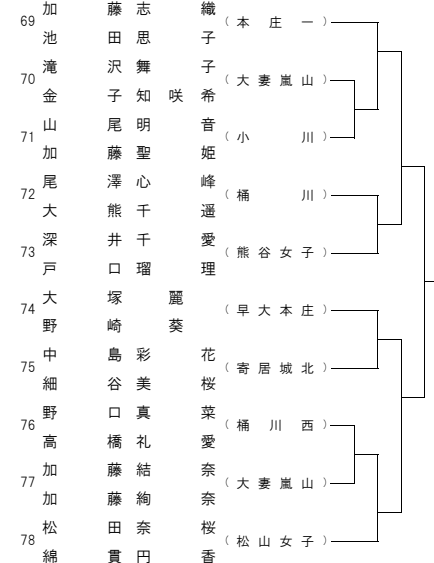 加藤志織
69 (本庄一)
池田思子
滝沢舞子
70 (大妻嵐山)
金子知咲希
山尾明音
71 (小川)
加藤聖姫
尾澤心峰
72 (桶川)
大熊千遥
深井千愛
73 (熊谷女子)
戸口瑠理
大塚麗
74 (早大本庄)
野崎葵
中島彩花
75 (寄居城北)
細谷美桜
野口真菜
76 (桶川西)
高橋礼愛
加藤結奈
77 (大妻嵐山)
加藤絢奈
松田奈桜
78 (松山女子)
綿貫円香